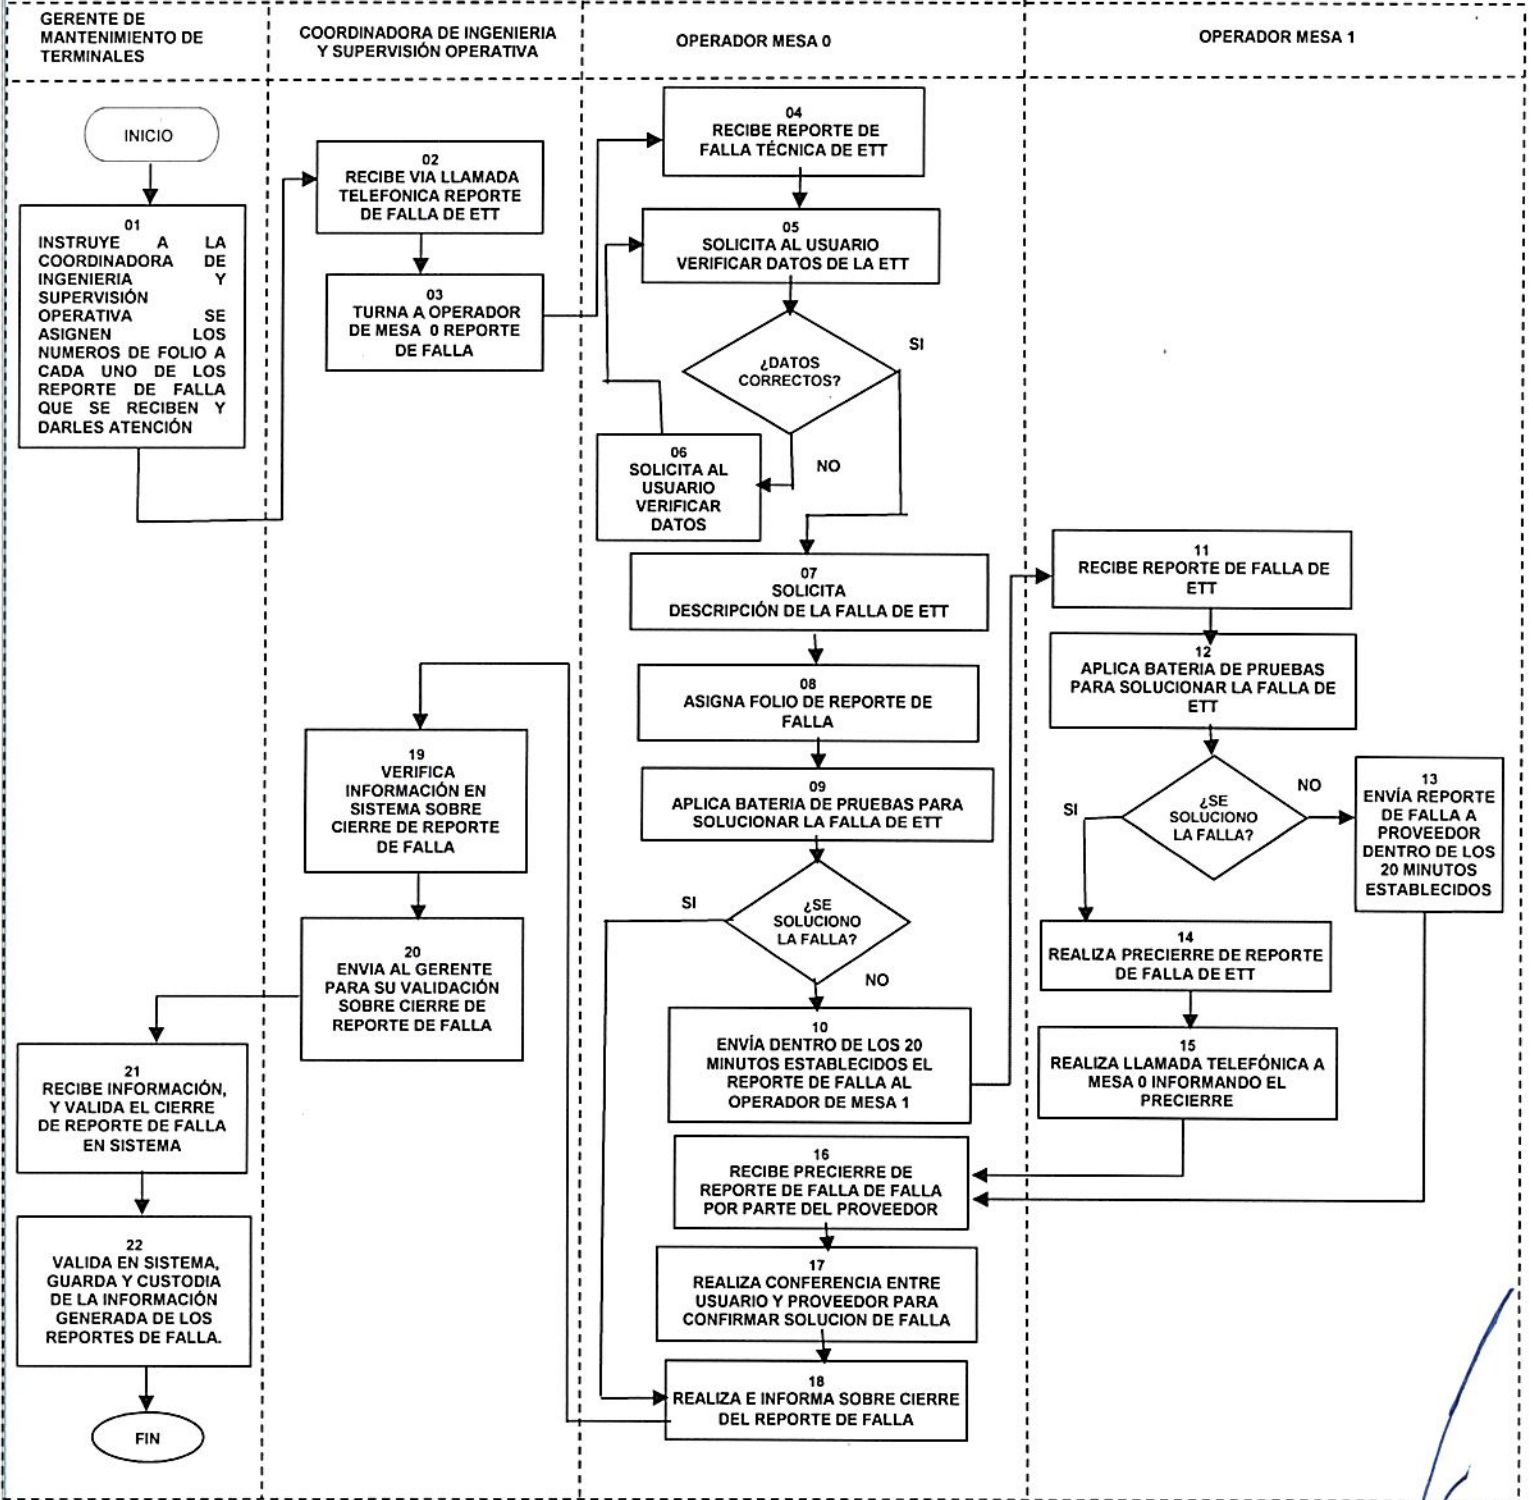 GERENTE DE
MANTENIMIENTO DE
TERMINALES
COORDINADORA DE INGENIERIA
Y SUPERVISIÓN OPERATIVA
OPERADOR MESA 0
OPERADOR MESA 1
INICIO
01
INSTRUYE A LA
COORDINADORA DE
INGENIERIA Y
SUPERVISIÓN
OPERATIVA SE
ASIGNEN LOS
NUMEROS DE FOLIO A
CADA UNO DE LOS
REPORTE DE FALLA
QUE SE RECIBEN Y
DARLES ATENCIÓN
02
RECIBE VIA LLAMADA
TELEFONICA REPORTE
DE FALLA DE ETT
03
TURNA A OPERADOR
DE MESA 0 REPORTE
DE FALLA
04
RECIBE REPORTE DE
FALLA TÉCNICA DE ETT
05
SOLICITA AL USUARIO
VERIFICAR DATOS DE LA ETT
¿DATOS
CORRECTOS?
SI
NO
06
SOLICITA AL
USUARIO
VERIFICAR
DATOS
07
SOLICITA
DESCRIPCIÓN DE LA FALLA DE ETT
08
ASIGNA FOLIO DE REPORTE DE
FALLA
09
APLICA BATERIA DE PRUEBAS PARA
SOLUCIONAR LA FALLA DE ETT
¿SE
SOLUCIONO
LA FALLA?
SI
NO
10
ENVÍA DENTRO DE LOS 20
MINUTOS ESTABLECIDOS EL
REPORTE DE FALLA AL
OPERADOR DE MESA 1
11
RECIBE REPORTE DE FALLA DE
ETT
12
APLICA BATERIA DE PRUEBAS
PARA SOLUCIONAR LA FALLA DE
ETT
¿SE
SOLUCIONO
LA FALLA?
SI
NO
13
ENVÍA REPORTE
DE FALLA A
PROVEEDOR
DENTRO DE LOS
20 MINUTOS
ESTABLECIDOS
14
REALIZA PRECIERRE DE REPORTE
DE FALLA DE ETT
15
REALIZA LLAMADA TELEFÓNICA A
MESA 0 INFORMANDO EL
PRECIERRE
16
RECIBE PRECIERRE DE
REPORTE DE FALLA DE FALLA
POR PARTE DEL PROVEEDOR
17
REALIZA CONFERENCIA ENTRE
USUARIO Y PROVEEDOR PARA
CONFIRMAR SOLUCION DE FALLA
18
REALIZA E INFORMA SOBRE CIERRE
DEL REPORTE DE FALLA
19
VERIFICA
INFORMACIÓN EN
SISTEMA SOBRE
CIERRE DE REPORTE
DE FALLA
20
ENVIA AL GERENTE
PARA SU VALIDACIÓN
SOBRE CIERRE DE
REPORTE DE FALLA
21
RECIBE INFORMACIÓN,
Y VALIDA EL CIERRE
DE REPORTE DE FALLA
EN SISTEMA
22
VALIDA EN SISTEMA,
GUARDA Y CUSTODIA
DE LA INFORMACIÓN
GENERADA DE LOS
REPORTES DE FALLA.
FIN